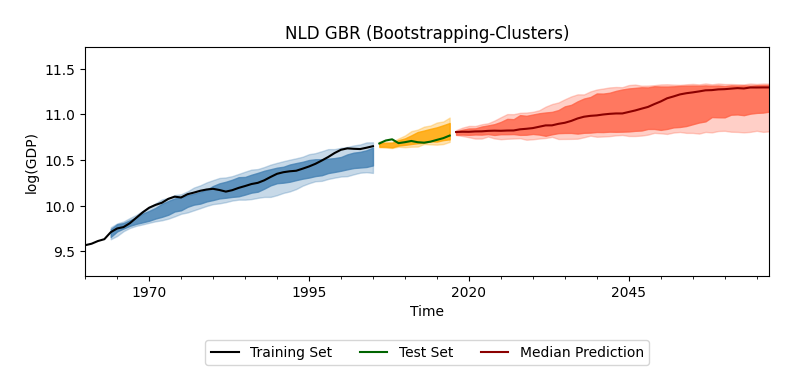 NLD GBR (Bootstrapping-Clusters)
log(GDP)
11.5
11.0
10.5
10.0
9.5
1970 1995 2020 2045
Time
Training Set Test Set Median Prediction